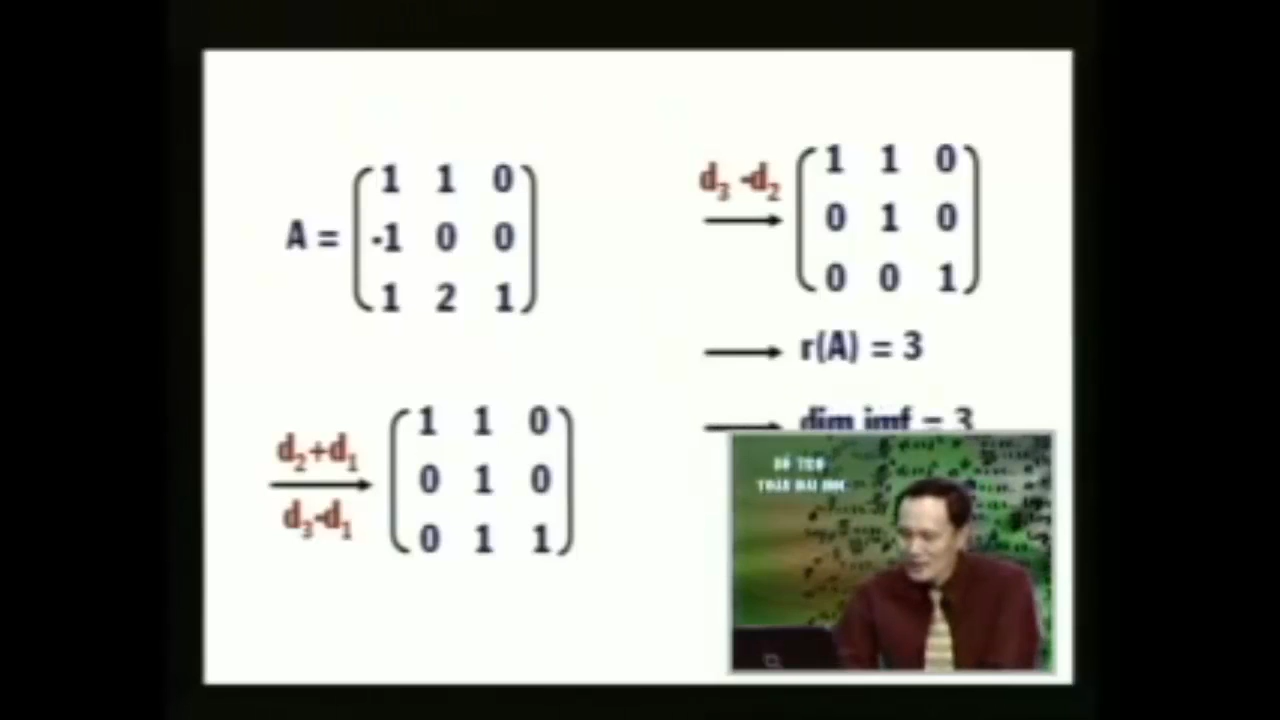 A = ( 1 1 0
-1 0 0
1 2 1 )
d₂+d₁
d₃-d₁
( 1 1 0
0 1 0
0 1 1 )
d₃ -d₂
( 1 1 0
0 1 0
0 0 1 )
r(A) = 3
dim imf = 3